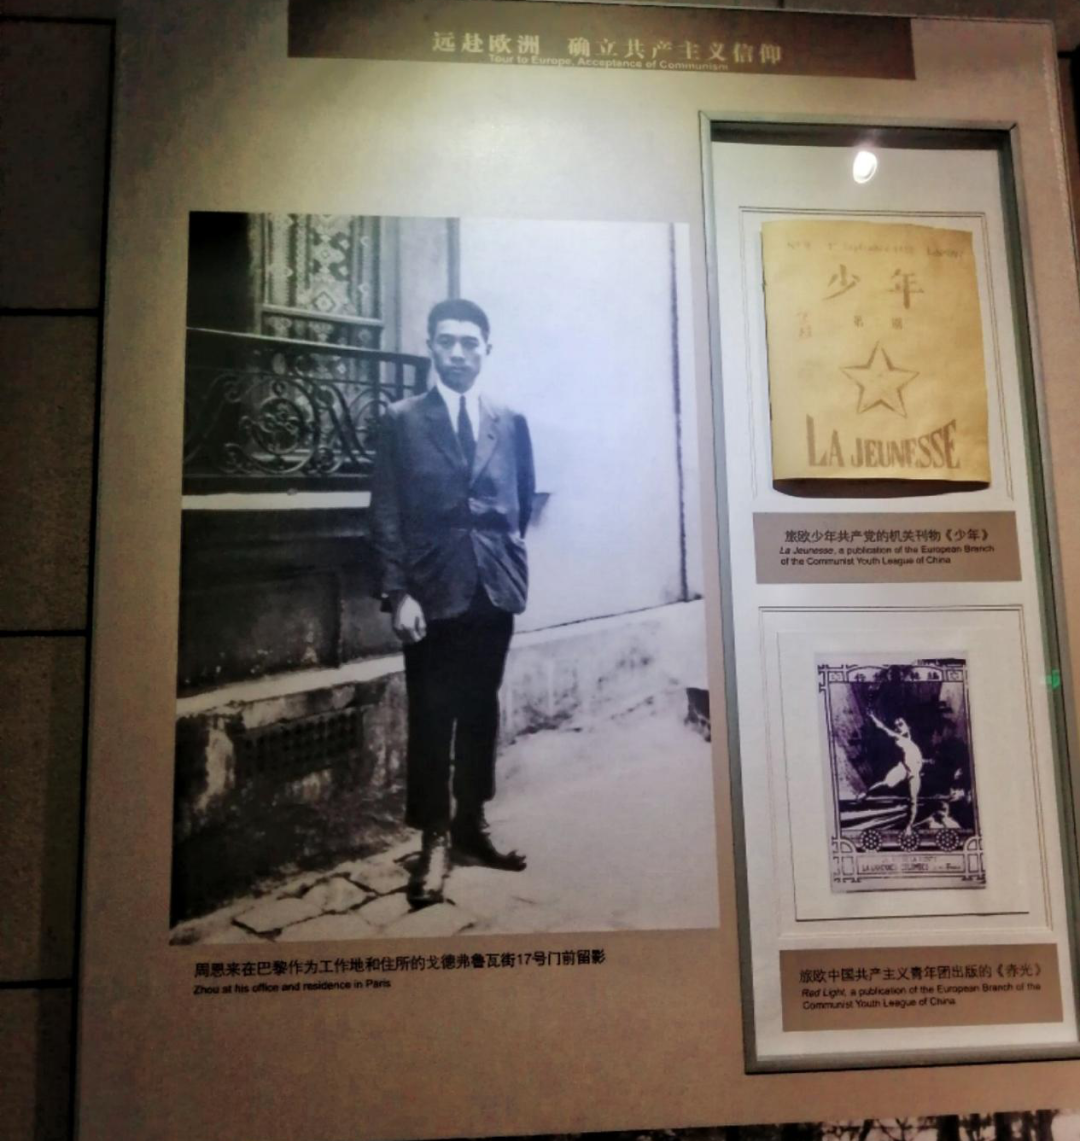 远赴欧洲 确立共产主义信仰
Tour to Europe, Acceptance of Communism
少年
第 期
LA JEUNESSE
旅欧少年共产党的机关刊物《少年》
La Jeunesse, a publication of the European Branch
of the Communist Youth League of China
周恩来在巴黎作为工作地和住所的戈德弗鲁瓦街17号门前留影
Zhou at his office and residence in Paris
旅欧中国共产主义青年团出版的《赤光》
Red Light, a publication of the European Branch of the
Communist Youth League of China